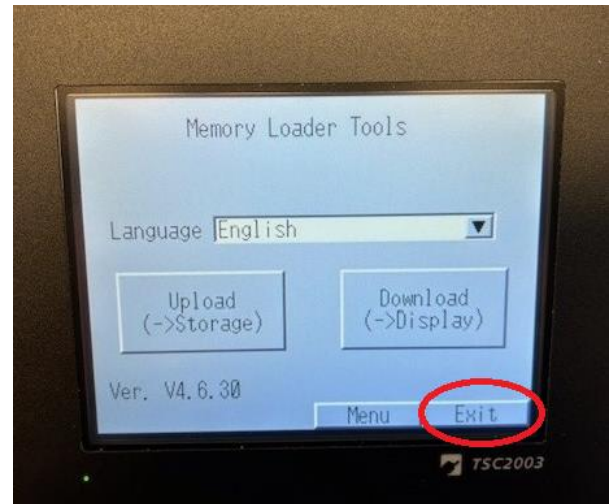 Memory Loader Tools
Language English
Upload
(->Storage)
Download
(->Display)
Ver. V4.6.30
Menu Exit
TSC2003